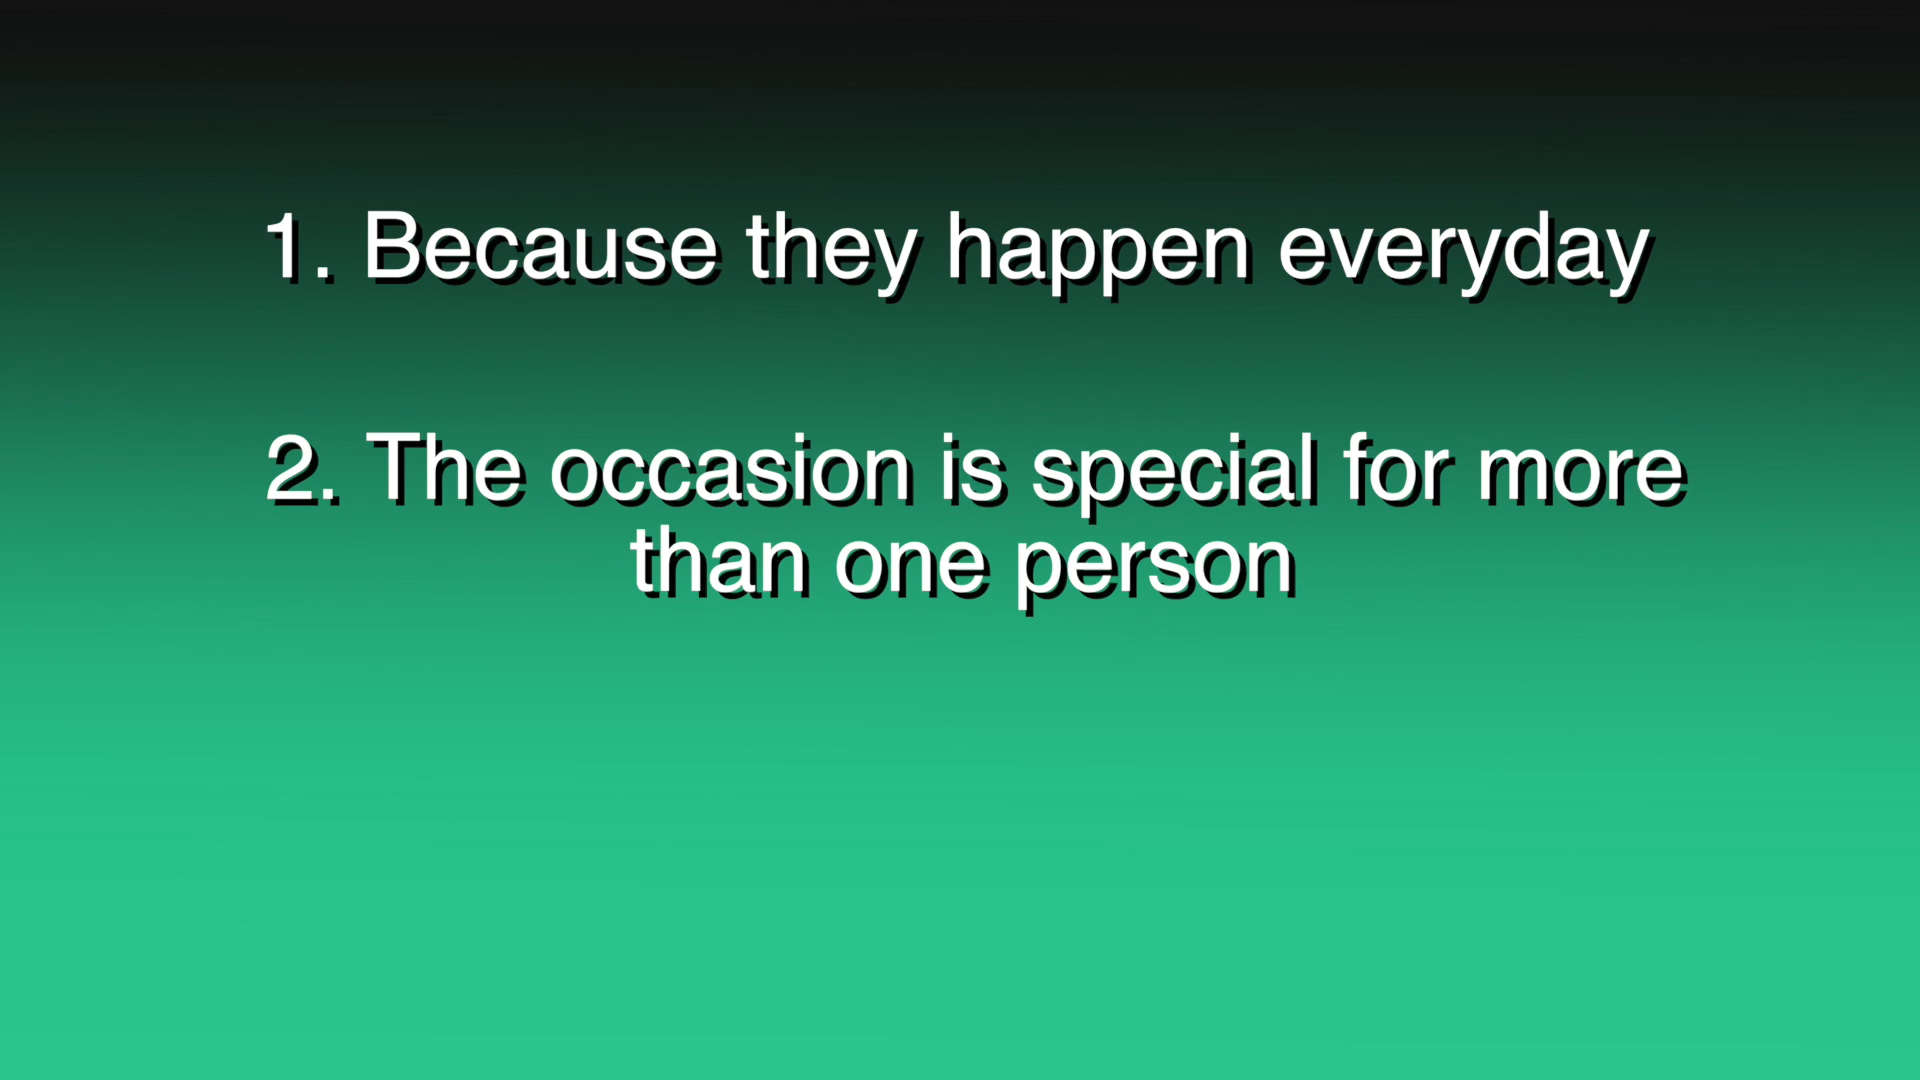 1. Because they happen everyday
2. The occasion is special for more
than one person